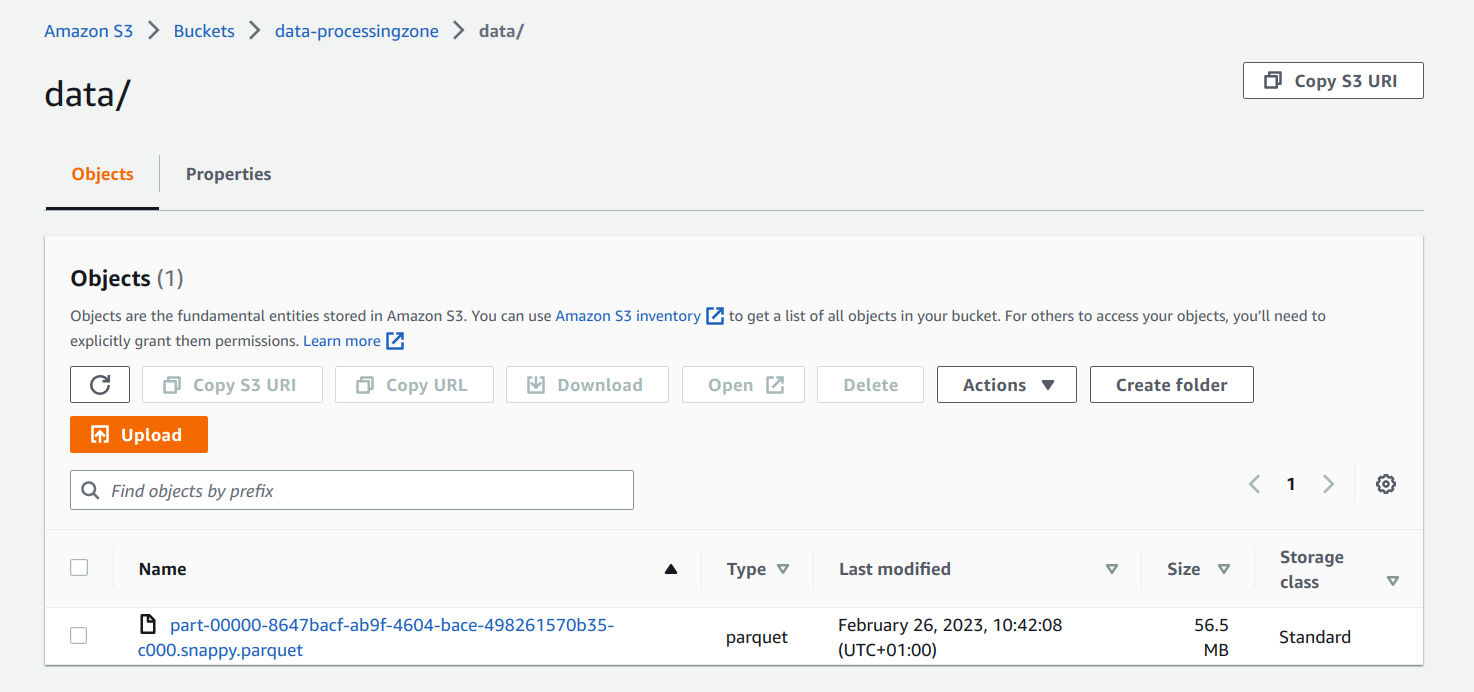 Amazon S3 > Buckets > data-processingzone > data/
data/
Copy S3 URI
Objects
Properties
Objects (1)
Objects are the fundamental entities stored in Amazon S3. You can use Amazon S3 inventory to get a list of all objects in your bucket. For others to access your objects, you'll need to
explicitly grant them permissions. Learn more
Copy S3 URI Copy URL Download Open Delete Actions Create folder
Upload
Find objects by prefix
1
Name Type Last modified Size Storage
class
part-00000-8647bacf-ab9f-4604-bace-498261570b35-
c000.snappy.parquet
parquet
February 26, 2023, 10:42:08
(UTC+01:00)
56.5
MB
Standard